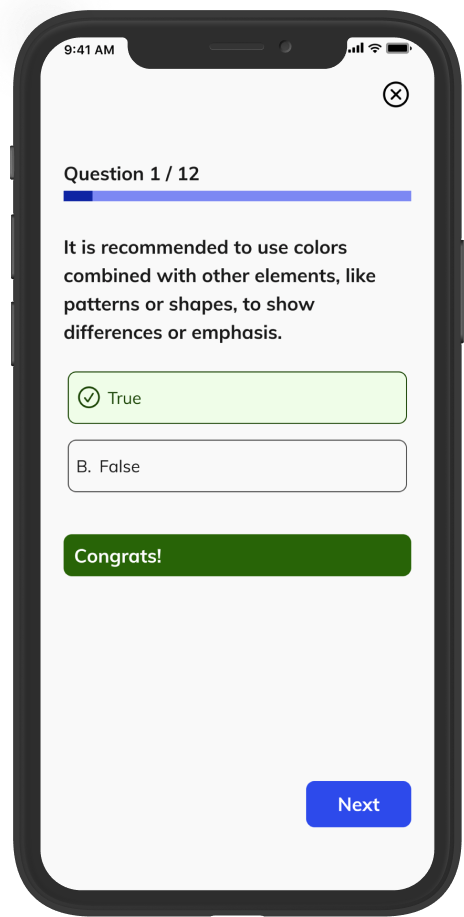 9:41 AM
Question 1 / 12
It is recommended to use colors
combined with other elements, like
patterns or shapes, to show
differences or emphasis.
True
B. False
Congrats!
Next